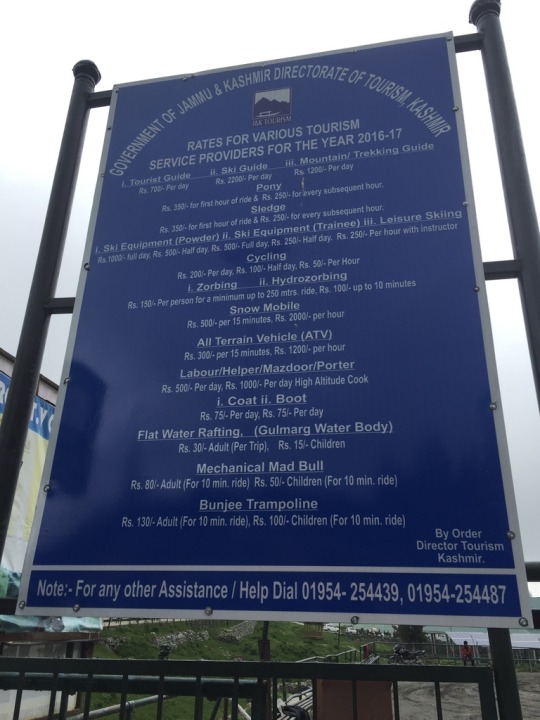 GOVERNMENT OF JAMMU & KASHMIR DIRECTORATE OF TOURISM, KASHMIR
J&K TOURISM
RATES FOR VARIOUS TOURISM
SERVICE PROVIDERS FOR THE YEAR 2016-17
i. Tourist Guide ii. Ski Guide iii. Mountain/ Trekking Guide
Rs. 700/- Per day Rs. 2200/- Per day Rs. 1200/- Per day
Pony
Rs. 350/- for first hour of ride & Rs. 250/- for every subsequent hour.
Sledge
Rs. 350/- for first hour of ride & Rs. 250/- for every subsequent hour.
i. Ski Equipment (Powder) ii. Ski Equipment (Trainee) iii. Leisure Skiing
Rs.1000/- full day, Rs. 500/- Half day, Rs. 500/- Full day, Rs. 250/- Half day. Rs. 250/- Per hour with instructor
Cycling
Rs. 200/- Per day, Rs. 100/- Half day, Rs. 50/- Per Hour
i. Zorbing ii. Hydrozorbing
Rs. 150/- Per person for a minimum up to 250 mtrs. ride, Rs. 100/- up to 10 minutes
Snow Mobile
Rs. 500/- per 15 minutes, Rs. 2000/- per hour
All Terrain Vehicle (ATV)
Rs. 300/- per 15 minutes, Rs. 1200/- per hour
Labour/Helper/Mazdoor/Porter
Rs. 500/- Per day, Rs. 1000/- Per day High Altitude Cook
i. Coat ii. Boot
Rs. 75/- Per day, Rs. 75/- Per day
Flat Water Rafting, (Gulmarg Water Body)
Rs. 30/- Adult (Per Trip), Rs. 15/- Children
Mechanical Mad Bull
Rs. 80/- Adult (For 10 min. ride) Rs. 50/- Children (For 10 min. ride)
Bunjee Trampoline
Rs. 130/- Adult (For 10 min. ride), Rs. 100/- Children (For 10 min. ride)
By Order
Director Tourism
Kashmir.
Note:- For any other Assistance / Help Dial 01954- 254439, 01954-254487